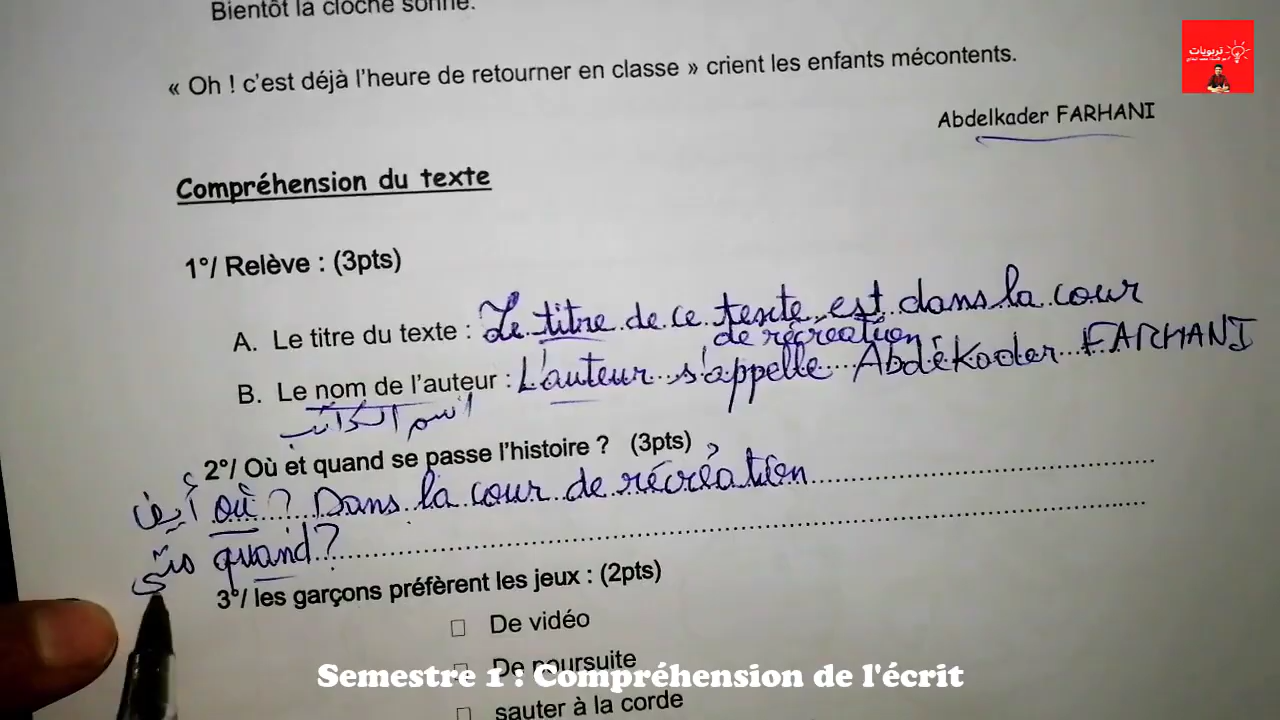 Bientôt la cloche sonne.
تربويات
« Oh ! c'est déjà l'heure de retourner en classe » crient les enfants mécontents.
Abdelkader FARHANI
Compréhension du texte
1°/ Relève : (3pts)
A. Le titre du texte : Le titre de ce texte est dans la cour
de récréation
B. Le nom de l'auteur : L'auteur s'appelle Abdékader FARHANI
اسم الكاتب
2°/ Où et quand se passe l'histoire ? (3pts)
أين؟ où ? Dans la cour de récréation
متى quand ?
3°/ les garçons préfèrent les jeux : (2pts)
□ De vidéo
□ De poursuite
□ sauter à la corde
Semestre 1 : Compréhension de l'écrit